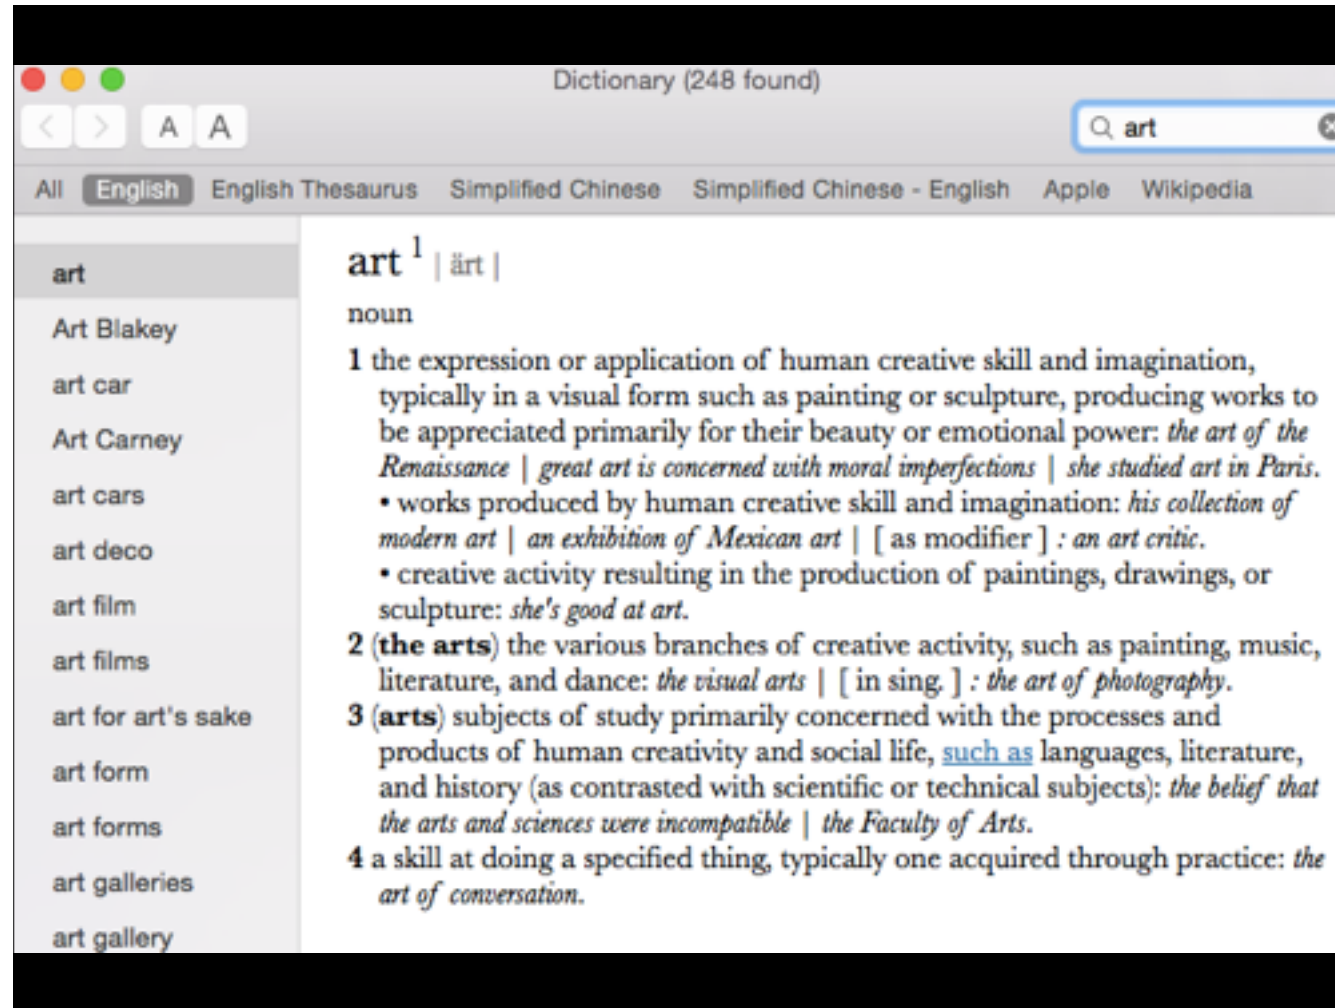 Dictionary (248 found)
A A
art
All English English Thesaurus Simplified Chinese Simplified Chinese - English Apple Wikipedia
art
Art Blakey
art car
Art Carney
art cars
art deco
art film
art films
art for art's sake
art form
art forms
art galleries
art gallery
art 1 | ärt |
noun
1 the expression or application of human creative skill and imagination,
typically in a visual form such as painting or sculpture, producing works to
be appreciated primarily for their beauty or emotional power: the art of the
Renaissance | great art is concerned with moral imperfections | she studied art in Paris.
• works produced by human creative skill and imagination: his collection of
modern art | an exhibition of Mexican art | [ as modifier ] : an art critic.
• creative activity resulting in the production of paintings, drawings, or
sculpture: she's good at art.
2 (the arts) the various branches of creative activity, such as painting, music,
literature, and dance: the visual arts | [ in sing. ] : the art of photography.
3 (arts) subjects of study primarily concerned with the processes and
products of human creativity and social life, such as languages, literature,
and history (as contrasted with scientific or technical subjects): the belief that
the arts and sciences were incompatible | the Faculty of Arts.
4 a skill at doing a specified thing, typically one acquired through practice: the
art of conversation.